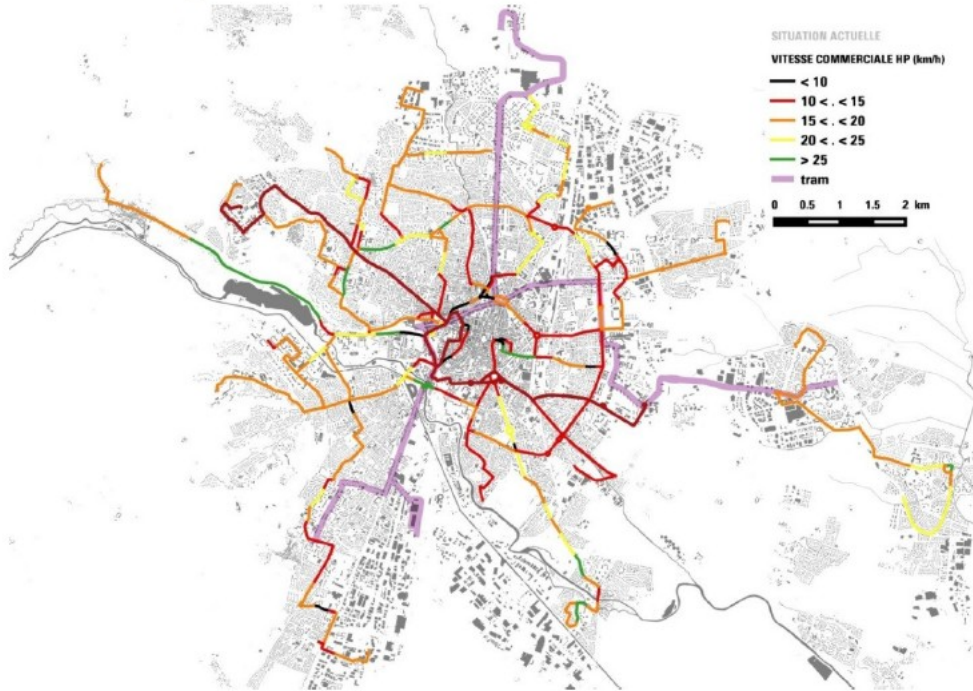 SITUATION ACTUELLE
VITESSE COMMERCIALE HP (km/h)
< 10
10 < . < 15
15 < . < 20
20 < . < 25
> 25
tram
0 0.5 1 1.5 2 km